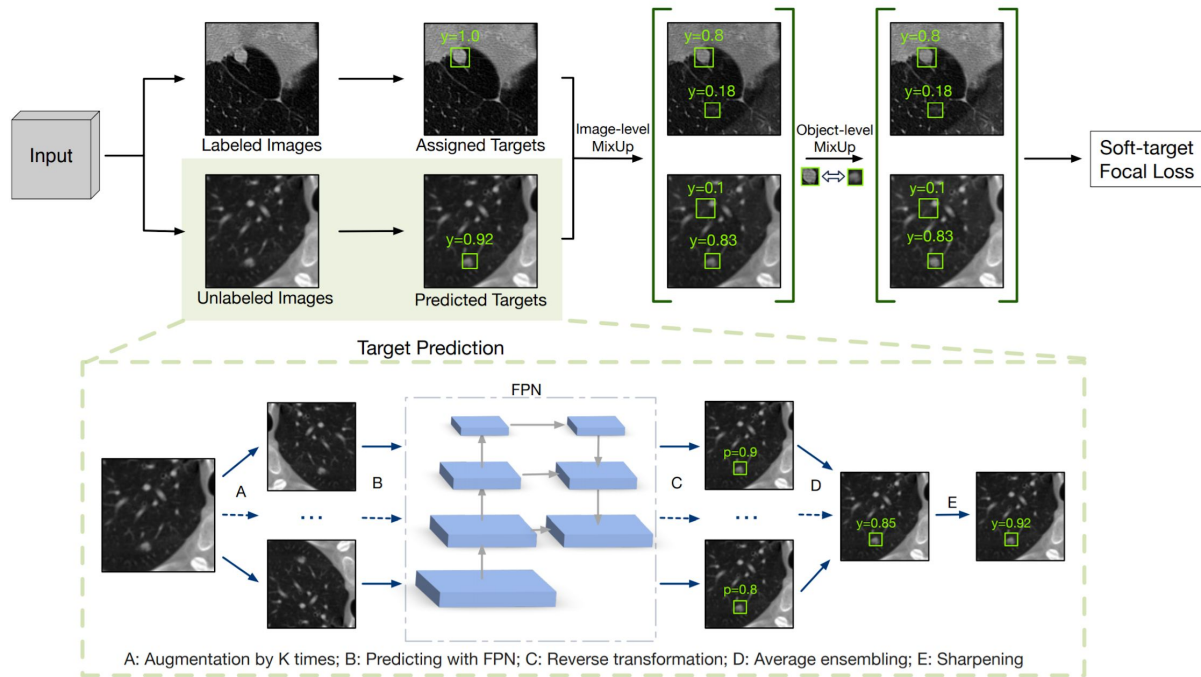 Input
y=1.0
Labeled Images
Assigned Targets
y=0.92
Unlabeled Images
Predicted Targets
Image-level
MixUp
y=0.8
y=0.18
y=0.1
y=0.83
Object-level
MixUp
y=0.8
y=0.18
y=0.1
y=0.83
Soft-target
Focal Loss
Target Prediction
A
B
FPN
C
p=0.9
...
...
p=0.8
D
y=0.85
E
y=0.92
A: Augmentation by K times; B: Predicting with FPN; C: Reverse transformation; D: Average ensembling; E: Sharpening